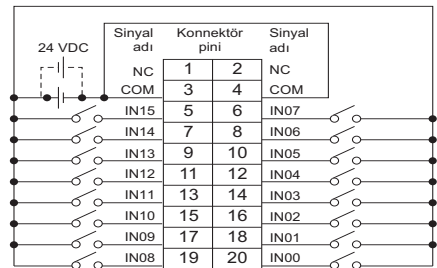 24 VDC
Sinyal adı Konnektör pini Sinyal adı
NC 1 2 NC
COM 3 4 COM
IN15 5 6 IN07
IN14 7 8 IN06
IN13 9 10 IN05
IN12 11 12 IN04
IN11 13 14 IN03
IN10 15 16 IN02
IN09 17 18 IN01
IN08 19 20 IN00